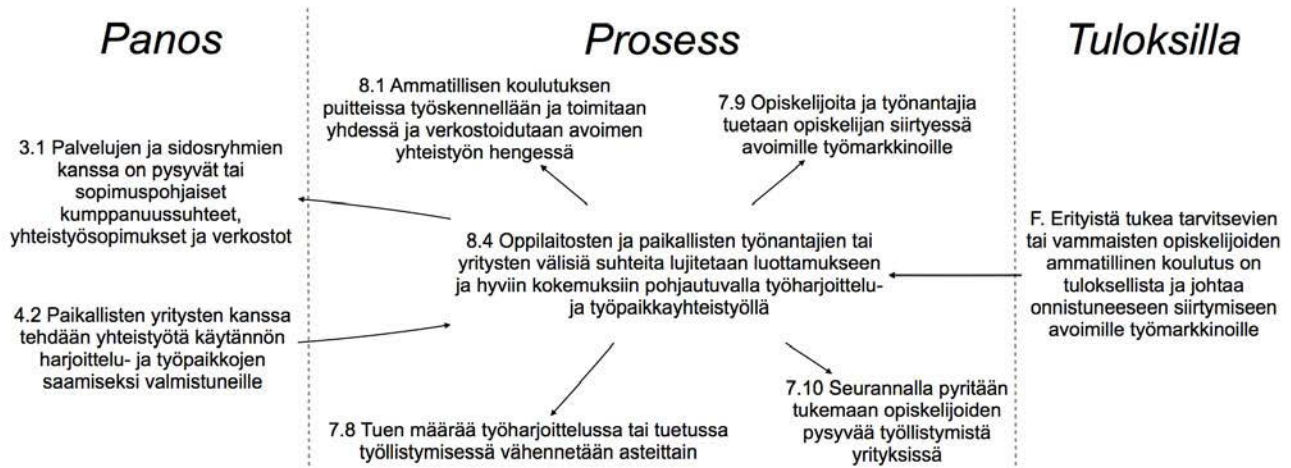 Panos
Prosess
Tuloksilla
3.1 Palvelujen ja sidosryhmien
kanssa on pysyvät tai
sopimuspohjaiset
kumppanuussuhteet,
yhteistyösopimukset ja verkostot
4.2 Paikallisten yritysten kanssa
tehdään yhteistyötä käytännön
harjoittelu- ja työpaikkojen
saamiseksi valmistuneille
8.1 Ammatillisen koulutuksen
puitteissa työskennellään ja toimitaan
yhdessä ja verkostoidutaan avoimen
yhteistyön hengessä
7.9 Opiskelijoita ja työnantajia
tuetaan opiskelijan siirtyessä
avoimille työmarkkinoille
8.4 Oppilaitosten ja paikallisten työnantajien tai
yritysten välisiä suhteita lujitetaan luottamukseen
ja hyviin kokemuksiin pohjautuvalla työharjoittelu-
ja työpaikkayhteistyöllä
7.8 Tuen määrää työharjoittelussa tai tuetussa
työllistymisessä vähennetään asteittain
7.10 Seurannalla pyritään
tukemaan opiskelijoiden
pysyvää työllistymistä
yrityksissä
F. Erityistä tukea tarvitsevien
tai vammaisten opiskelijoiden
ammatillinen koulutus on
tuloksellista ja johtaa
onnistuneeseen siirtymiseen
avoimille työmarkkinoille